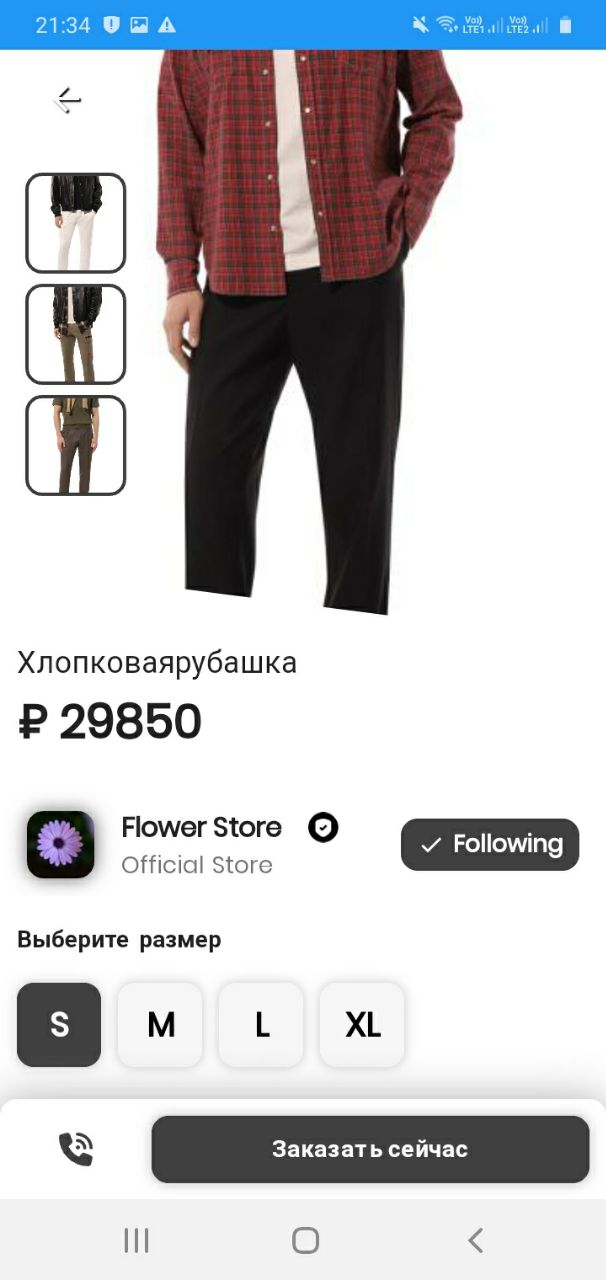 21:34
Vo)) LTE1 Vo)) LTE2
Хлопковаярубашка
₽ 29850
Flower Store
Official Store
Following
Выберите размер
S M L XL
Заказать сейчас